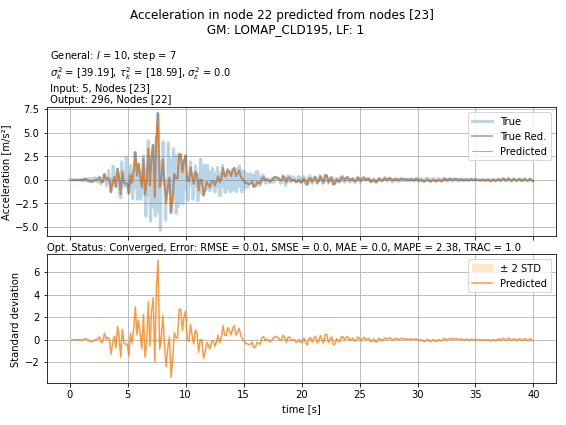 Acceleration in node 22 predicted from nodes [23]
GM: LOMAP_CLD195, LF: 1
General: l = 10, step = 7
σ²ₖ = [39.19], τ²ₖ = [18.59], σ²ε = 0.0
Input: 5, Nodes [23]
Output: 296, Nodes [22]
7.5
5.0
2.5
0.0
−2.5
−5.0
Acceleration [m/s²]
True
True Red.
Predicted
Opt. Status: Converged, Error: RMSE = 0.01, SMSE = 0.0, MAE = 0.0, MAPE = 2.38, TRAC = 1.0
6
4
2
0
−2
Standard deviation
± 2 STD
Predicted
0 5 10 15 20 25 30 35 40
time [s]